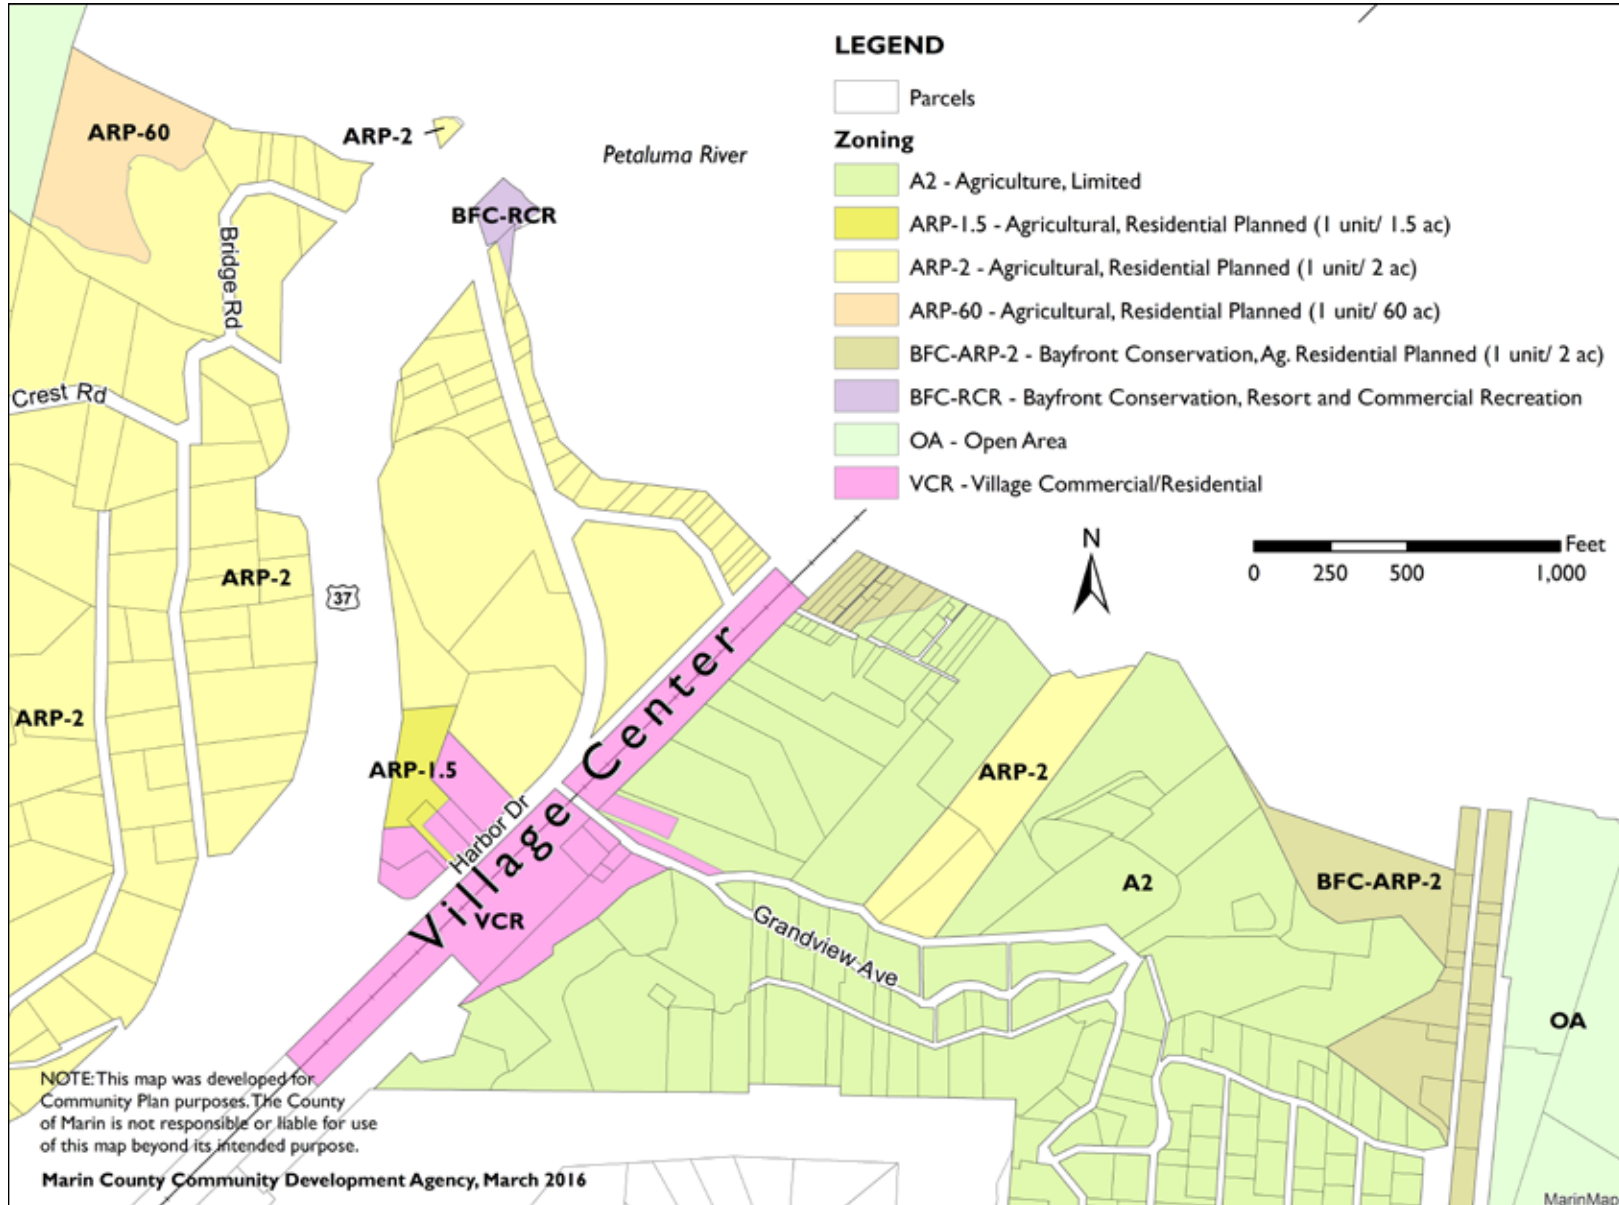 LEGEND
Parcels
Zoning
A2 - Agriculture, Limited
ARP-1.5 - Agricultural, Residential Planned (1 unit/ 1.5 ac)
ARP-2 - Agricultural, Residential Planned (1 unit/ 2 ac)
ARP-60 - Agricultural, Residential Planned (1 unit/ 60 ac)
BFC-ARP-2 - Bayfront Conservation, Ag. Residential Planned (1 unit/ 2 ac)
BFC-RCR - Bayfront Conservation, Resort and Commercial Recreation
OA - Open Area
VCR - Village Commercial/Residential
N
Feet
0 250 500 1,000
ARP-60
ARP-2
Petaluma River
BFC-RCR
Bridge Rd
Crest Rd
ARP-2
37
ARP-2
ARP-1.5
Harbor Dr
Village Center
VCR
ARP-2
A2
BFC-ARP-2
Grandview Ave
OA
NOTE: This map was developed for
Community Plan purposes. The County
of Marin is not responsible or liable for use
of this map beyond its intended purpose.
Marin County Community Development Agency, March 2016
MarinMap